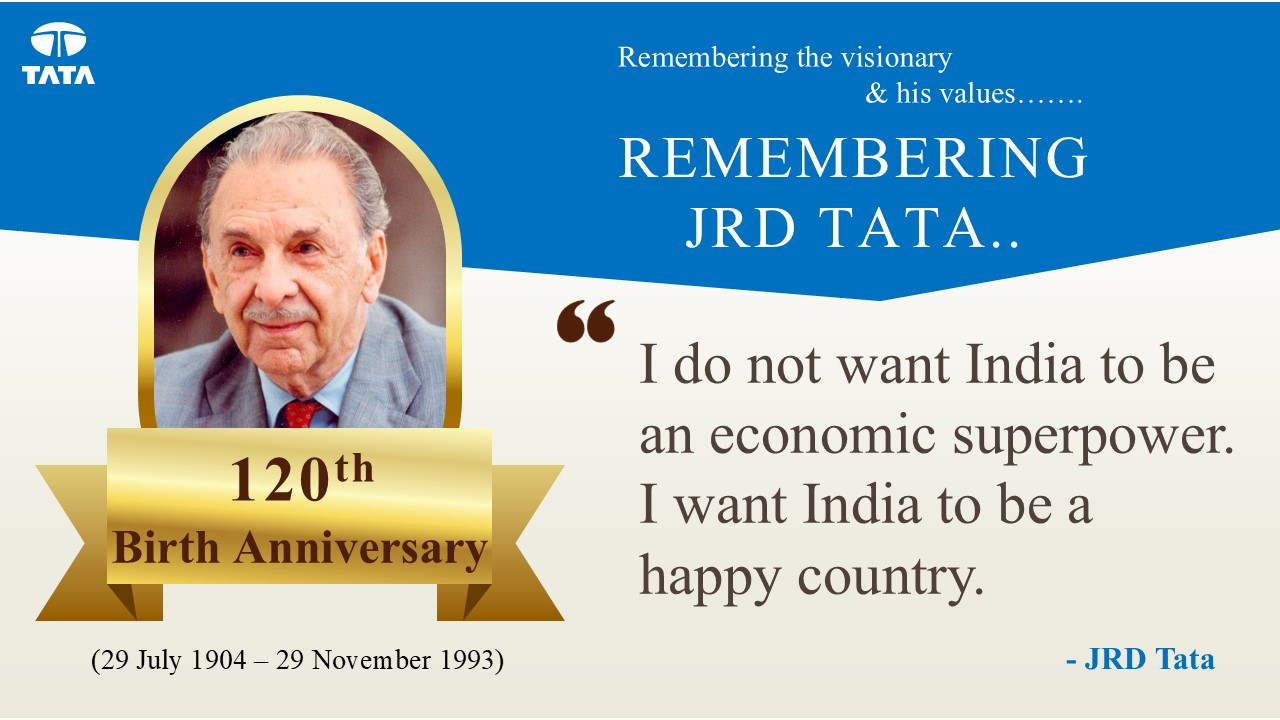 TATA
Remembering the visionary
& his values…….
REMEMBERING
JRD TATA..
“
I do not want India to be
an economic superpower.
I want India to be a
happy country.
120th
Birth Anniversary
(29 July 1904 – 29 November 1993)
- JRD Tata